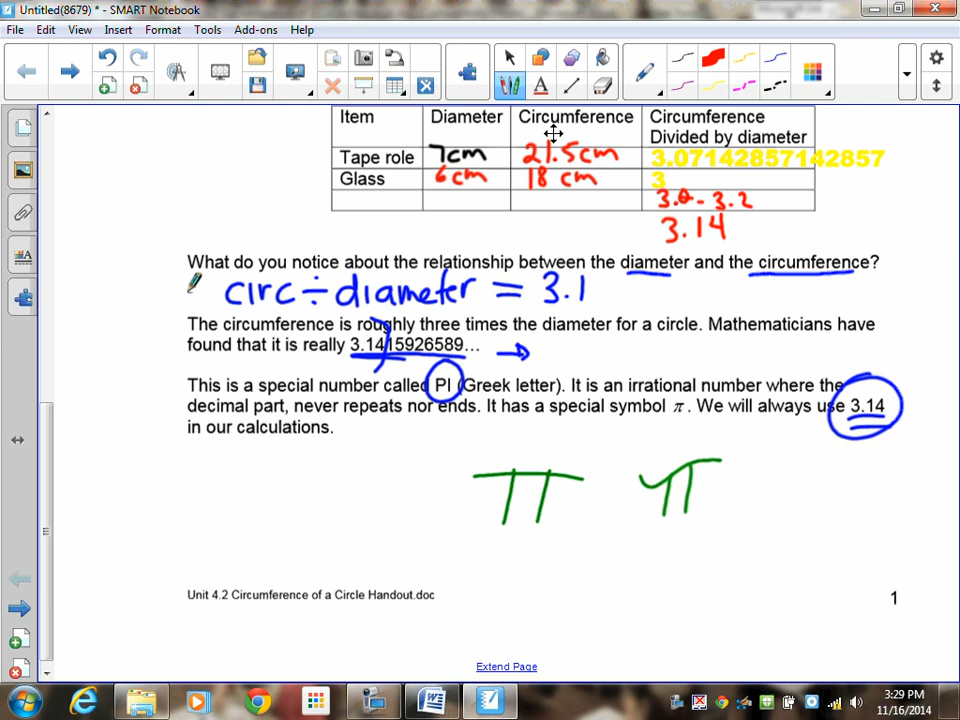 Untitled(8679) * - SMART Notebook
File Edit View Insert Format Tools Add-ons Help
Item Diameter Circumference Circumference
Divided by diameter
Tape role 7cm 21.5cm 3.07142857142857
Glass 6cm 18 cm 3
3.0 - 3.2
3.14
What do you notice about the relationship between the diameter and the circumference?
circ ÷ diameter = 3.1
The circumference is roughly three times the diameter for a circle. Mathematicians have
found that it is really 3.1415926589...
This is a special number called PI (Greek letter). It is an irrational number where the
decimal part, never repeats nor ends. It has a special symbol π. We will always use 3.14
in our calculations.
π π
Unit 4.2 Circumference of a Circle Handout.doc
1
Extend Page
3:29 PM
11/16/2014